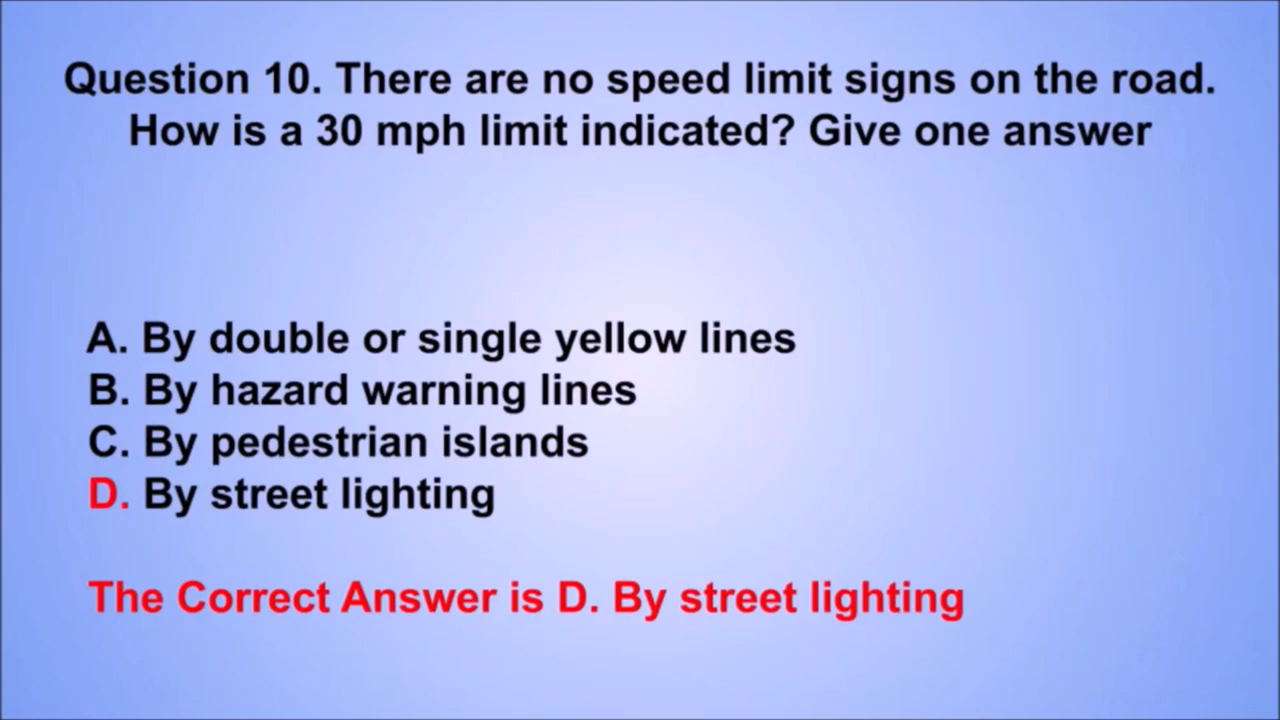 Question 10. There are no speed limit signs on the road.
How is a 30 mph limit indicated? Give one answer
A. By double or single yellow lines
B. By hazard warning lines
C. By pedestrian islands
D. By street lighting
The Correct Answer is D. By street lighting